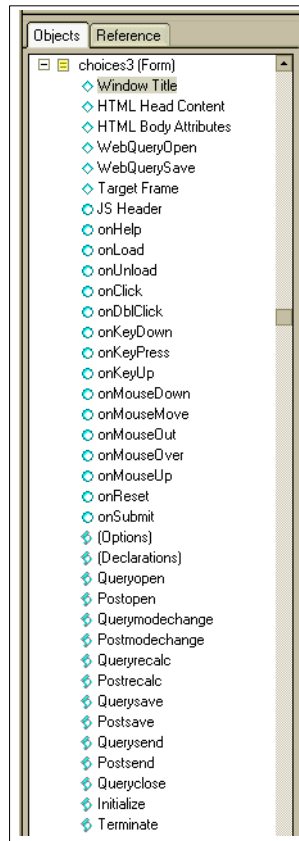 Objects Reference
choices3 (Form)
Window Title
HTML Head Content
HTML Body Attributes
WebQueryOpen
WebQuerySave
Target Frame
JS Header
onHelp
onLoad
onUnload
onClick
onDblClick
onKeyDown
onKeyPress
onKeyUp
onMouseDown
onMouseMove
onMouseOut
onMouseOver
onMouseUp
onReset
onSubmit
(Options)
(Declarations)
Queryopen
Postopen
Querymodechange
Postmodechange
Queryrecalc
Postrecalc
Querysave
Postsave
Querysend
Postsend
Queryclose
Initialize
Terminate